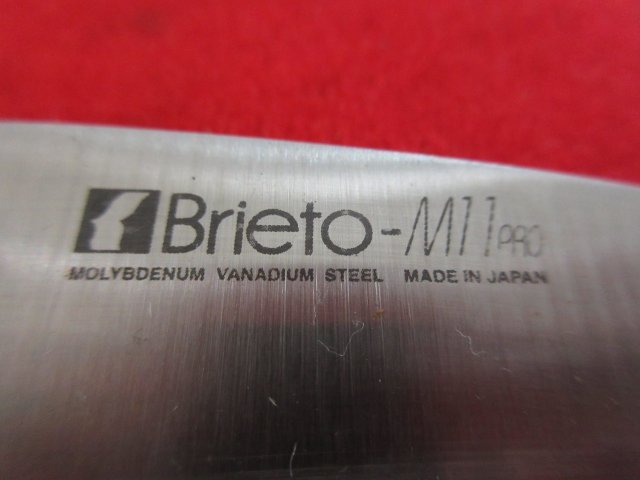 Brieto-M11PRO
MOLYBDENUM VANADIUM STEEL MADE IN JAPAN